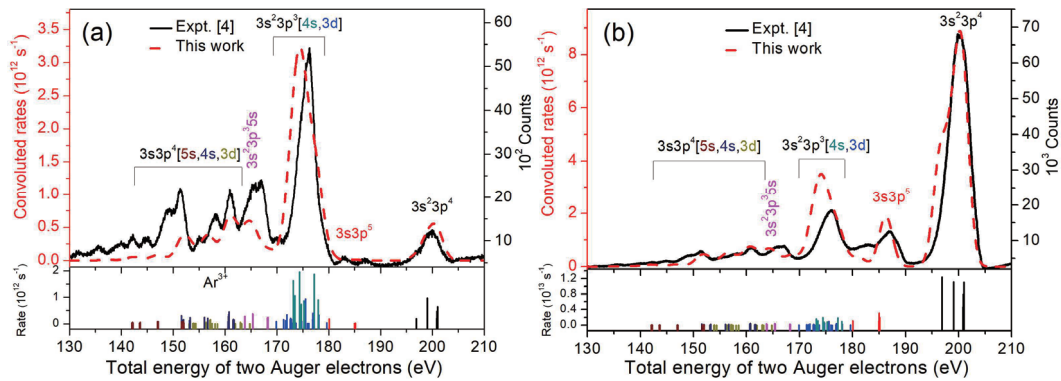 (a)
3s²3p³[4s,3d]
Expt. [4]
This work
3s3p⁴[5s,4s,3d]
3s²3p³5s
3s3p⁵
3s²3p⁴
Convoluted rates (10¹² s⁻¹)
3.5
3.0
2.5
2.0
1.5
1.0
0.5
0.0
10² Counts
60
50
40
30
20
10
Rate (10¹² s⁻¹)
2
1
0
Ar³⁺
130 140 150 160 170 180 190 200 210
Total energy of two Auger electrons (eV)
(b)
Expt. [4]
This work
3s²3p⁴
3s3p⁴[5s,4s,3d]
3s²3p³5s
3s²3p³[4s,3d]
3s3p⁵
Convoluted rates (10¹² s⁻¹)
8
6
4
2
0
10³ Counts
75
70
60
50
40
30
20
10
Rate (10¹³ s⁻¹)
1.2
0.8
0.4
0.0
130 140 150 160 170 180 190 200 210
Total energy of two Auger electrons (eV)